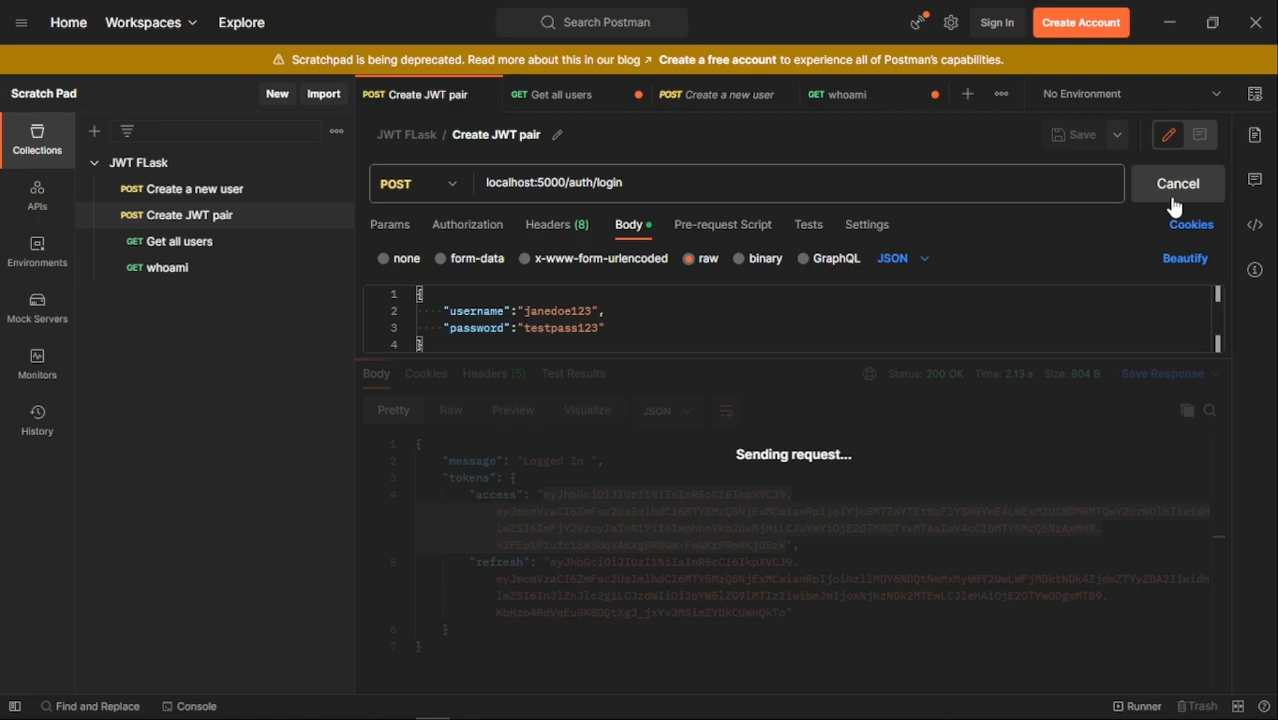 Home Workspaces Explore Search Postman Sign In Create Account
Scratchpad is being deprecated. Read more about this in our blog ↗ Create a free account to experience all of Postman's capabilities.
Scratch Pad New Import POST Create JWT pair GET Get all users POST Create a new user GET whoami No Environment
Collections
APIs
Environments
Mock Servers
Monitors
History
JWT FLask
POST Create a new user
POST Create JWT pair
GET Get all users
GET whoami
JWT FLask / Create JWT pair Save
POST localhost:5000/auth/login Cancel
Params Authorization Headers (8) Body Pre-request Script Tests Settings Cookies
none form-data x-www-form-urlencoded raw binary GraphQL JSON Beautify
1 {
2 "username":"janedoe123",
3 "password":"testpass123"
4 }
Body Cookies Headers (5) Test Results Status: 200 OK Time: 2.13 s Size: 804 B Save Response
Pretty Raw Preview Visualize JSON
Sending request...
1 {
2 "message": "Logged In ",
3 "tokens": {
4 "access":
5 "refresh":
6 }
7 }
Find and Replace Console Runner Trash